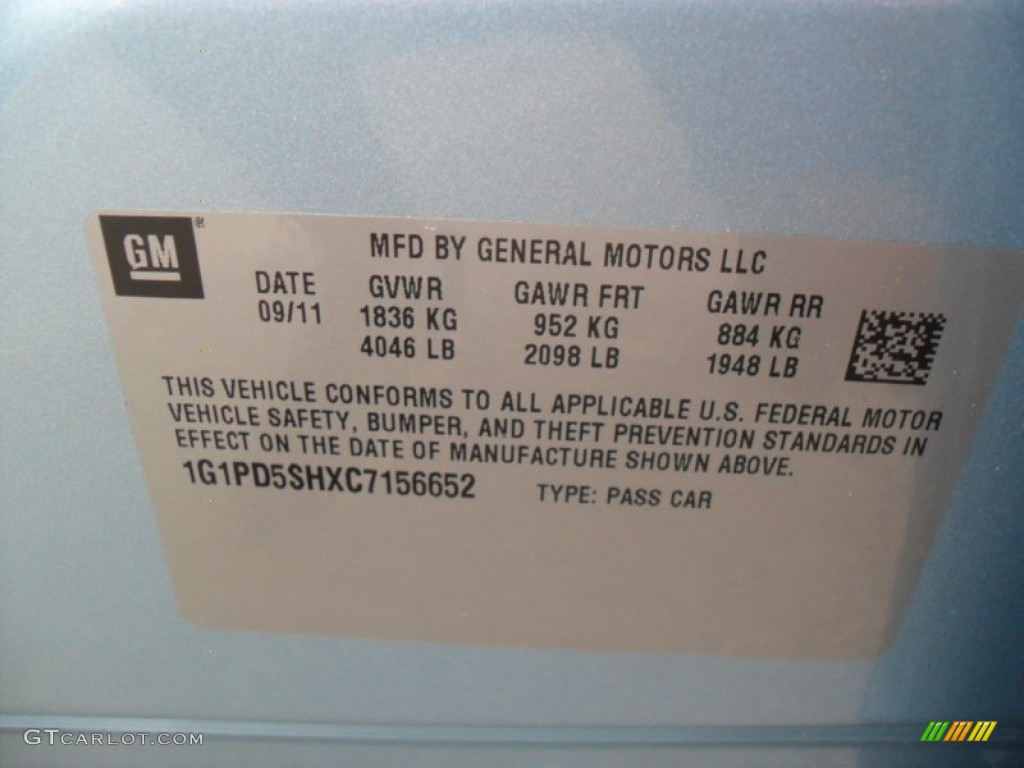 GM®
MFD BY GENERAL MOTORS LLC
DATE GVWR GAWR FRT GAWR RR
09/11 1836 KG 952 KG 884 KG
4046 LB 2098 LB 1948 LB
THIS VEHICLE CONFORMS TO ALL APPLICABLE U.S. FEDERAL MOTOR
VEHICLE SAFETY, BUMPER, AND THEFT PREVENTION STANDARDS IN
EFFECT ON THE DATE OF MANUFACTURE SHOWN ABOVE.
1G1PD5SHXC7156652 TYPE: PASS CAR
GTCARLOT.COM